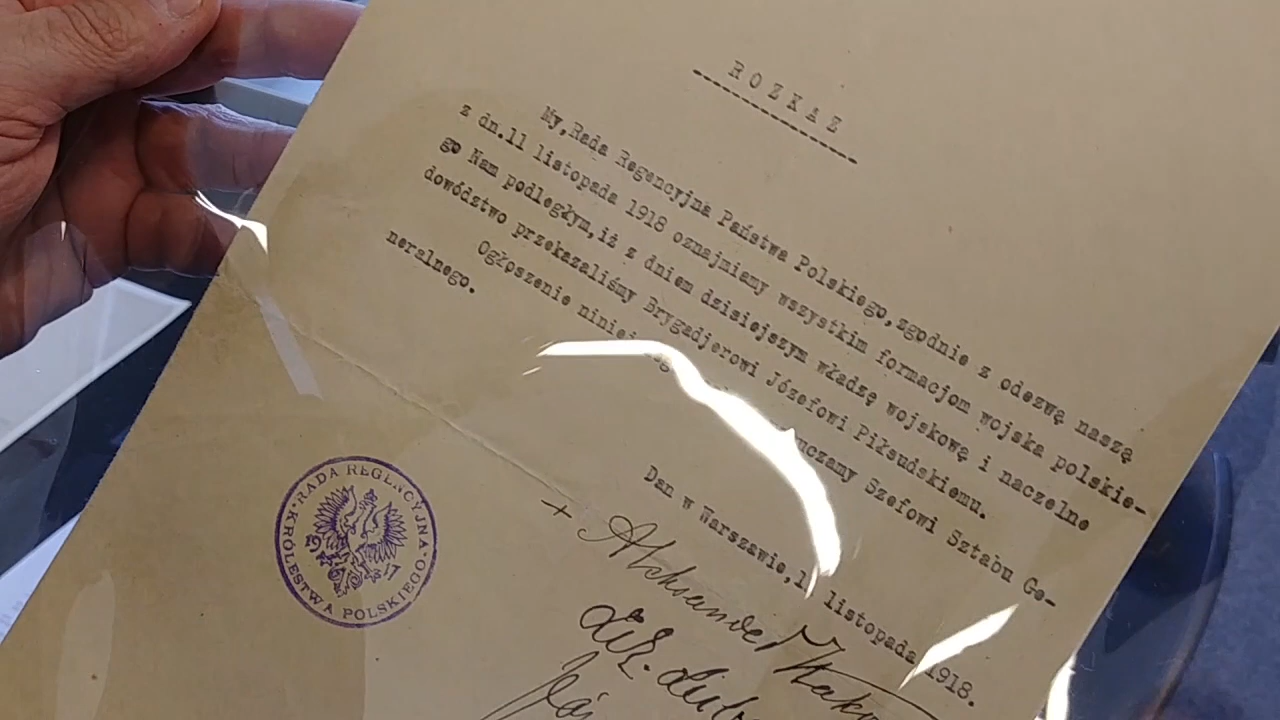 ROZKAZ
My, Rada Regencyjna Państwa Polskiego, zgodnie z odezwą naszą
z dn. 11 listopada 1918 oznajmiamy wszystkim formacjom wojska polskie-
go Nam podległym, iż z dniem dzisiejszym władzę wojskową i naczelne
dowództwo przekazaliśmy Brygadjerowi Józefowi Piłsudskiemu.
Ogłoszenie Szefowi Sztabu Ge-
neralnego.
Dan w Warszawie, listopada 1918.
RADA REGENCYJNA
KRÓLESTWA POLSKIEGO
1917
+ Aleksander